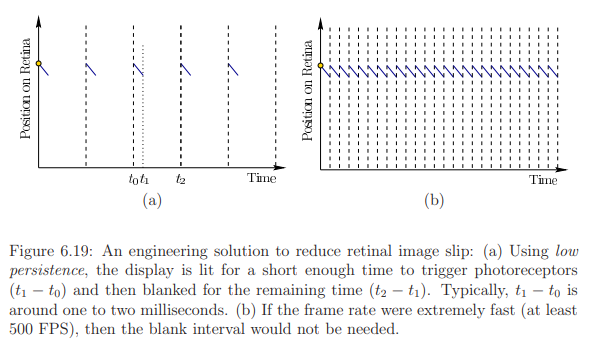 Position on Retina
t0 t1
t2
Time
(a)
Position on Retina
Time
(b)
Figure 6.19: An engineering solution to reduce retinal image slip: (a) Using low
persistence, the display is lit for a short enough time to trigger photoreceptors
(t1 − t0) and then blanked for the remaining time (t2 − t1). Typically, t1 − t0 is
around one to two milliseconds. (b) If the frame rate were extremely fast (at least
500 FPS), then the blank interval would not be needed.